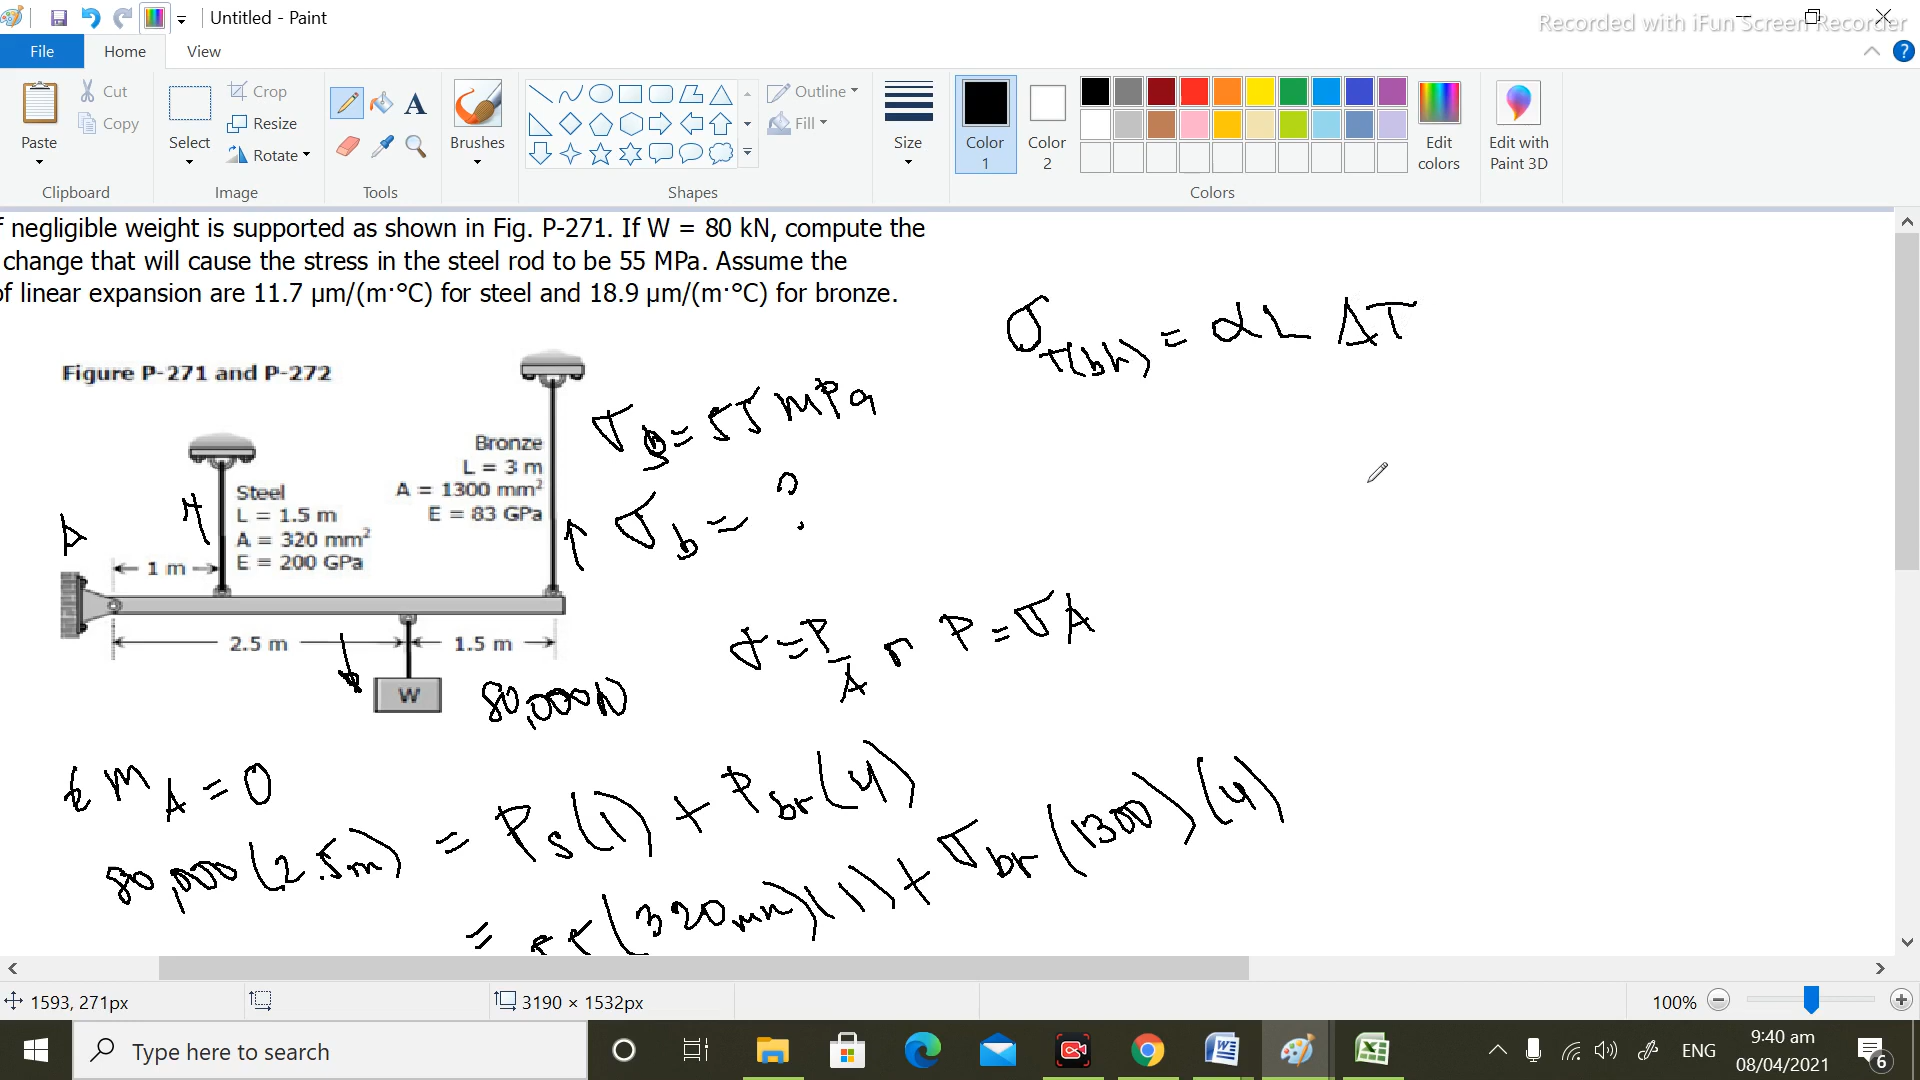 Untitled - Paint
Recorded with iFun Screen Recorder
File
Home
View
Paste
Cut
Copy
Clipboard
Select
Crop
Resize
Rotate
Image
Tools
Brushes
Shapes
Outline
Fill
Size
Color 1
Color 2
Colors
Edit colors
Edit with Paint 3D
f negligible weight is supported as shown in Fig. P-271. If W = 80 kN, compute the
change that will cause the stress in the steel rod to be 55 MPa. Assume the
of linear expansion are 11.7 µm/(m·°C) for steel and 18.9 µm/(m·°C) for bronze.
σT(br) = αL ΔT
Figure P-271 and P-272
σs = 55 mPa
Bronze
L = 3 m
A = 1300 mm²
E = 83 GPa
Steel
L = 1.5 m
A = 320 mm²
E = 200 GPa
A
σb = ?
1 m
2.5 m
1.5 m
W
80,000N
σ = P/A r P = σA
ΣMA = 0
80,000(2.5m) = Ps(1) + Pbr(4)
= 55(320mm)(1) + σbr(1300)(4)
1593, 271px
3190 × 1532px
100%
Type here to search
ENG
9:40 am
08/04/2021
6